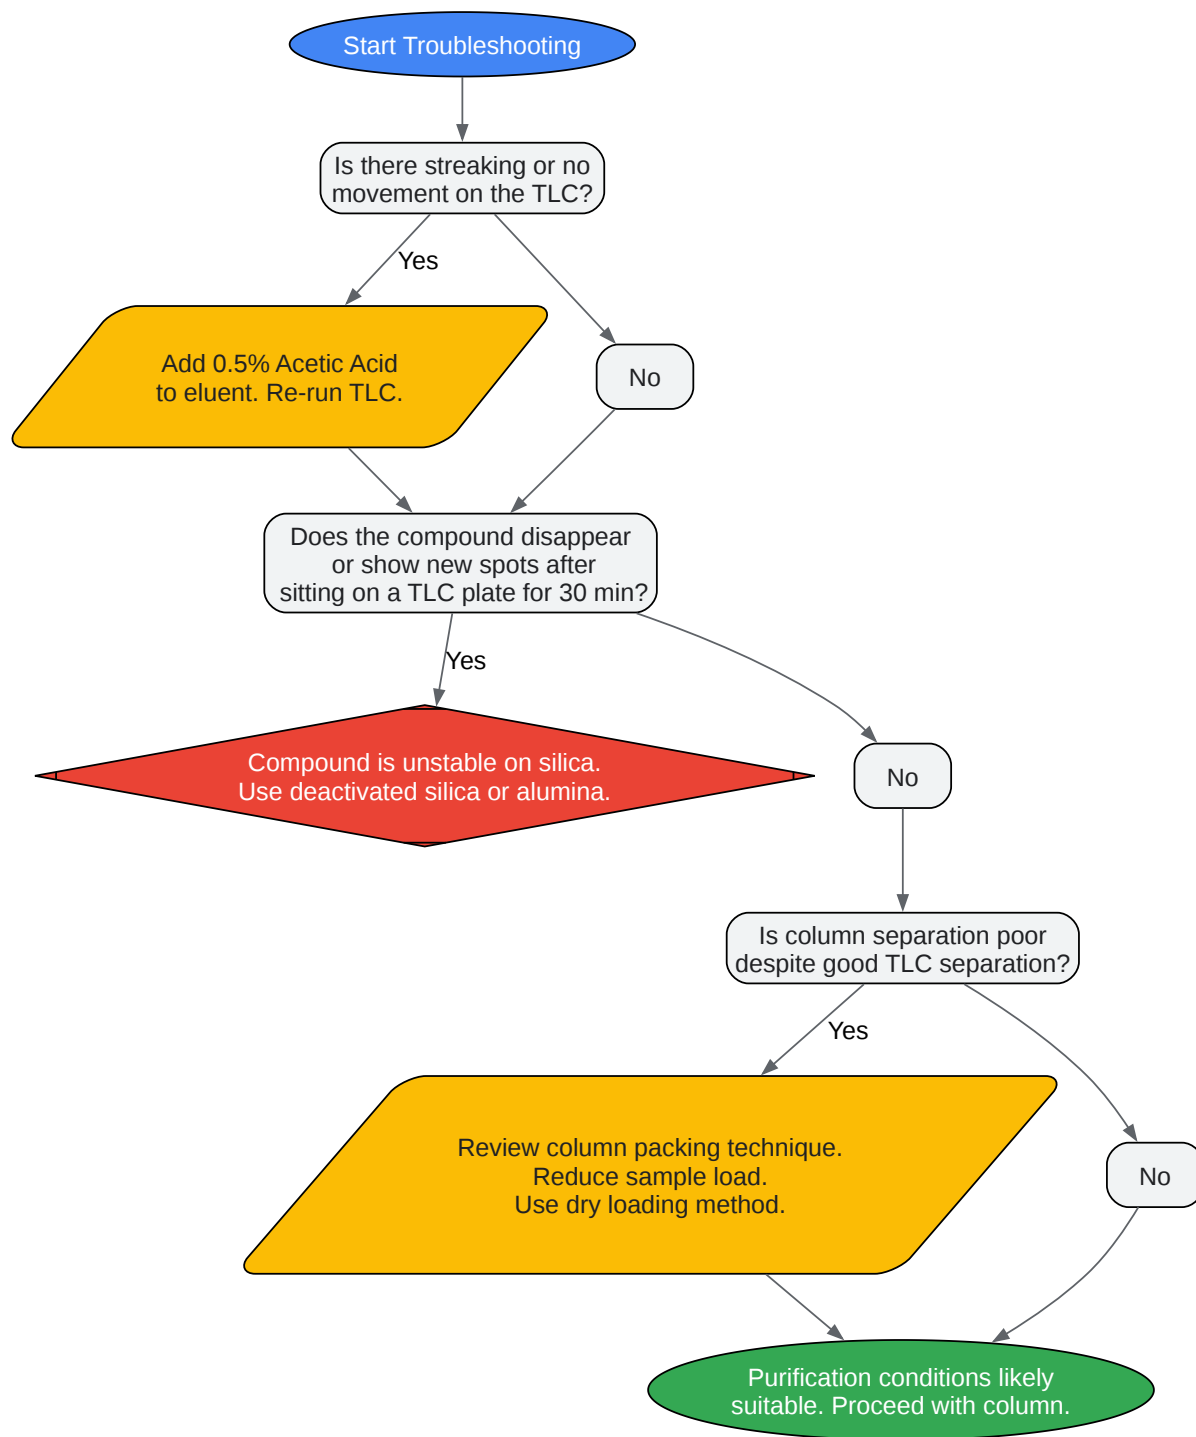 Start Troubleshooting
Is there streaking or no
movement on the TLC?
Yes
Add 0.5% Acetic Acid
to eluent. Re-run TLC.
No
Does the compound disappear
or show new spots after
sitting on a TLC plate for 30 min?
Yes
Compound is unstable on silica.
Use deactivated silica or alumina.
No
Is column separation poor
despite good TLC separation?
Yes
Review column packing technique.
Reduce sample load.
Use dry loading method.
No
Purification conditions likely
suitable. Proceed with column.